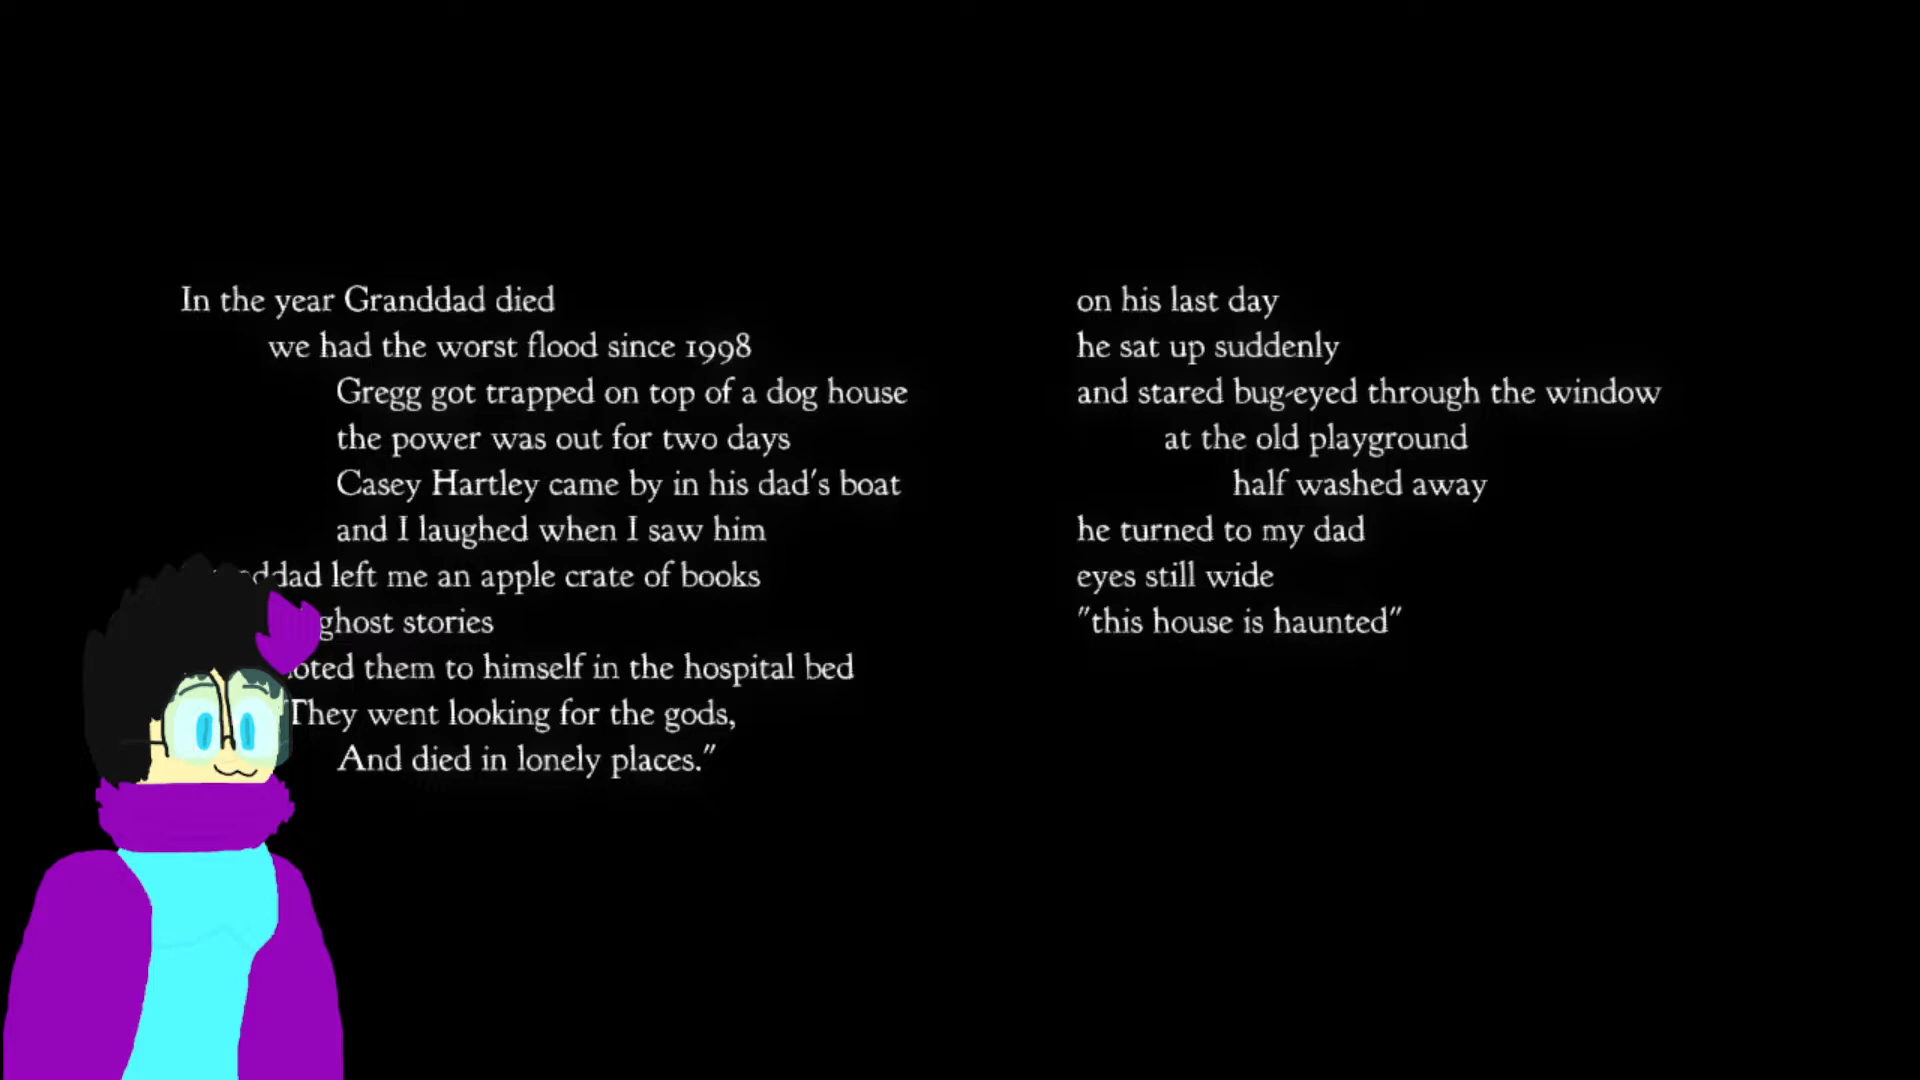 In the year Granddad died
we had the worst flood since 1998
Gregg got trapped on top of a dog house
the power was out for two days
Casey Hartley came by in his dad's boat
and I laughed when I saw him
left me an apple crate of books
ghost stories
them to himself in the hospital bed
They went looking for the gods,
And died in lonely places."
on his last day
he sat up suddenly
and stared bug-eyed through the window
at the old playground
half washed away
he turned to my dad
eyes still wide
"this house is haunted"